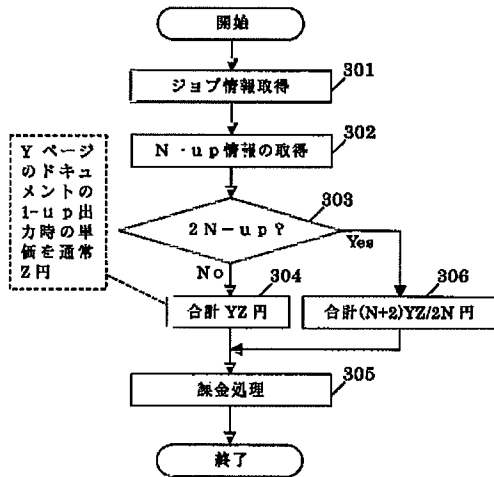 開始
301
ジョブ情報取得
302
N-up情報の取得
Yページ
のドキュ
メントの
1-up出
力時の単
価を通常
Z円
303
2N-up?
Yes
No
304
合計YZ円
306
合計(N+2)YZ/2N円
305
課金処理
終了